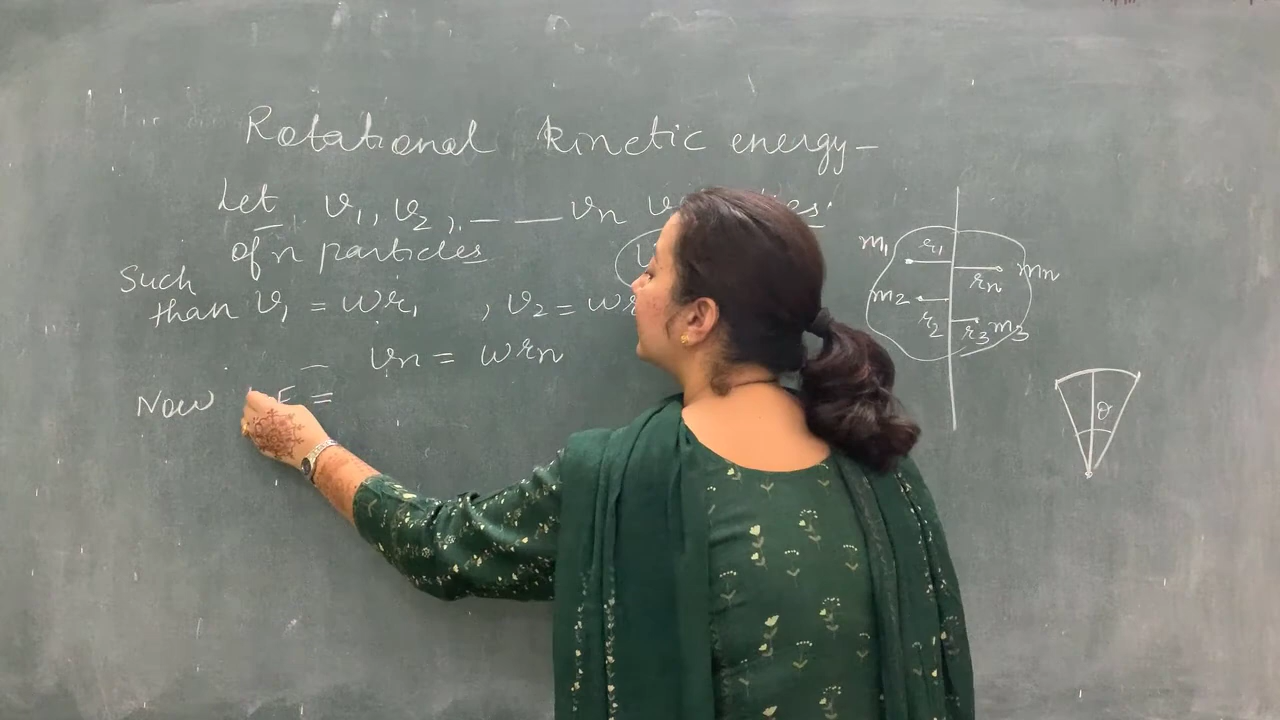 Rotational kinetic energy -
Let v1, v2, - — vn
of n particles
Such
than v1 = ωr1 , v2 = ω
vn = ωrn
Now E =
m1 r1
rn mn
m2
r2 r3 m3
θ